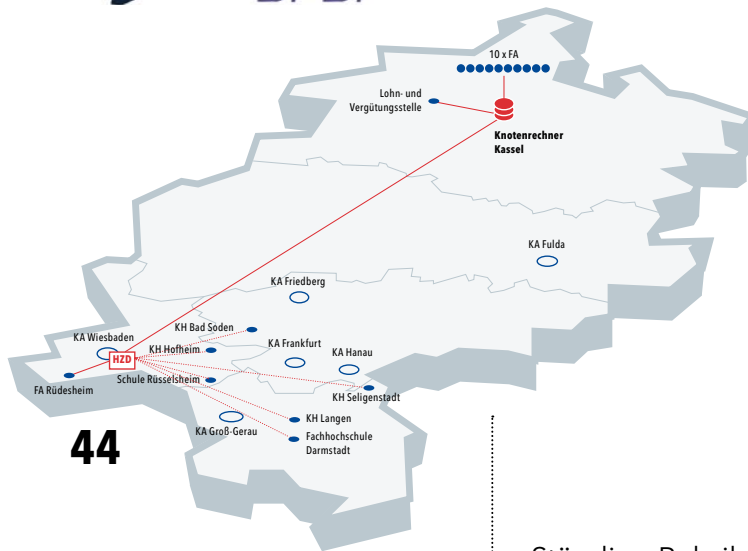 10 x FA
Lohn- und
Vergütungsstelle
Knotenrechner
Kassel
KA Fulda
KA Friedberg
KH Bad Soden
KA Wiesbaden
KH Hofheim
KA Frankfurt
KA Hanau
HZD
Schule Rüsselsheim
FA Rüdesheim
KH Seligenstadt
KH Langen
KA Groß-Gerau
Fachhochschule
Darmstadt
44